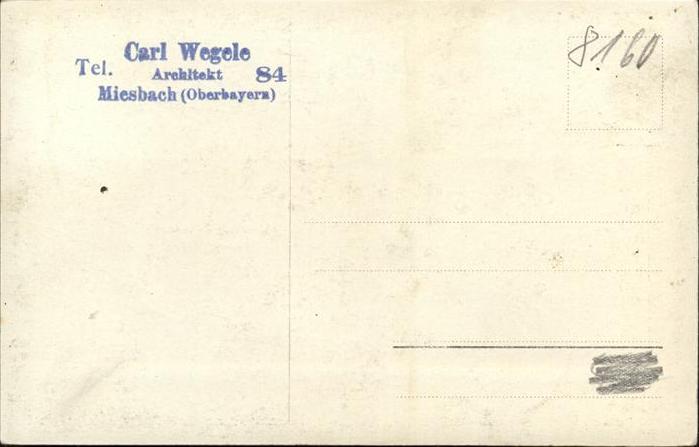 Carl Wegele
Tel. Architekt 84
Miesbach (Oberbayern)
8160